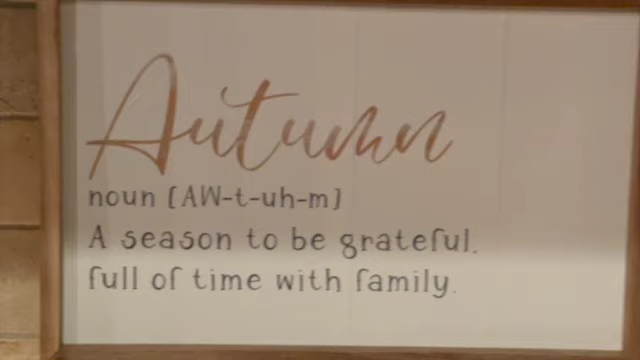 Autumn
noun [AW-t-uh-m]
A season to be grateful.
full of time with family.